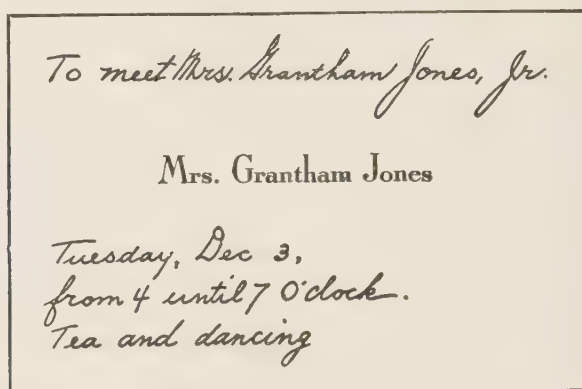 To meet Mrs. Grantham Jones, Jr.
Mrs. Grantham Jones
Tuesday, Dec 3,
from 4 until 7 O'clock.
Tea and dancing